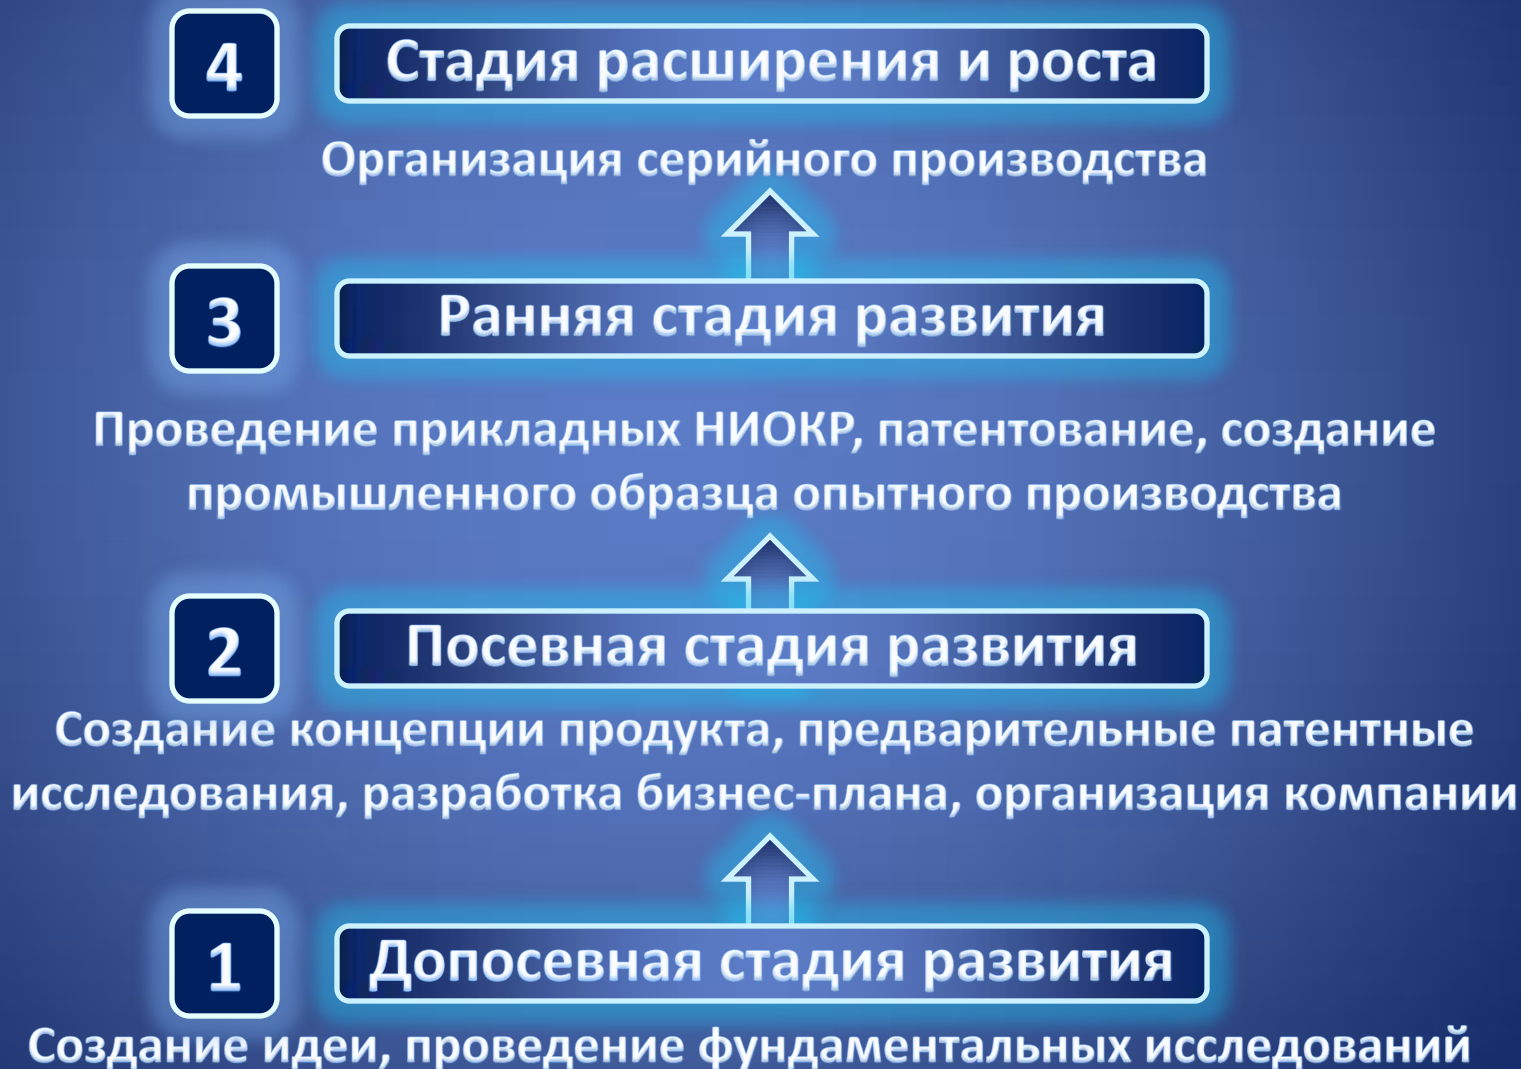 4
Стадия расширения и роста
Организация серийного производства
3
Ранняя стадия развития
Проведение прикладных НИОКР, патентование, создание
промышленного образца опытного производства
2
Посевная стадия развития
Создание концепции продукта, предварительные патентные
исследования, разработка бизнес-плана, организация компании
1
Допосевная стадия развития
Создание идеи, проведение фундаментальных исследований